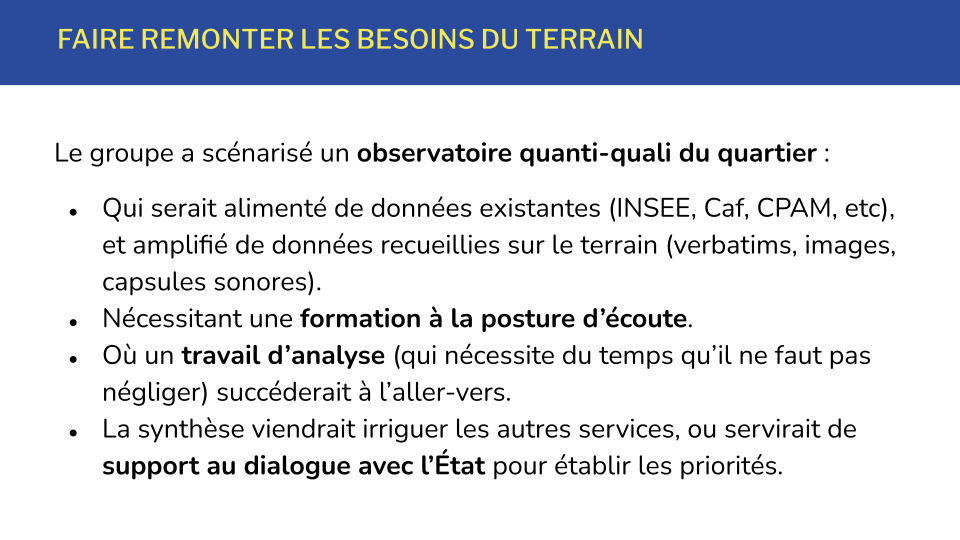 FAIRE REMONTER LES BESOINS DU TERRAIN
Le groupe a scénarisé un observatoire quanti-quali du quartier :
● Qui serait alimenté de données existantes (INSEE, Caf, CPAM, etc),
et amplifié de données recueillies sur le terrain (verbatims, images,
capsules sonores).
● Nécessitant une formation à la posture d’écoute.
● Où un travail d’analyse (qui nécessite du temps qu’il ne faut pas
négliger) succéderait à l’aller-vers.
● La synthèse viendrait irriguer les autres services, ou servirait de
support au dialogue avec l’État pour établir les priorités.